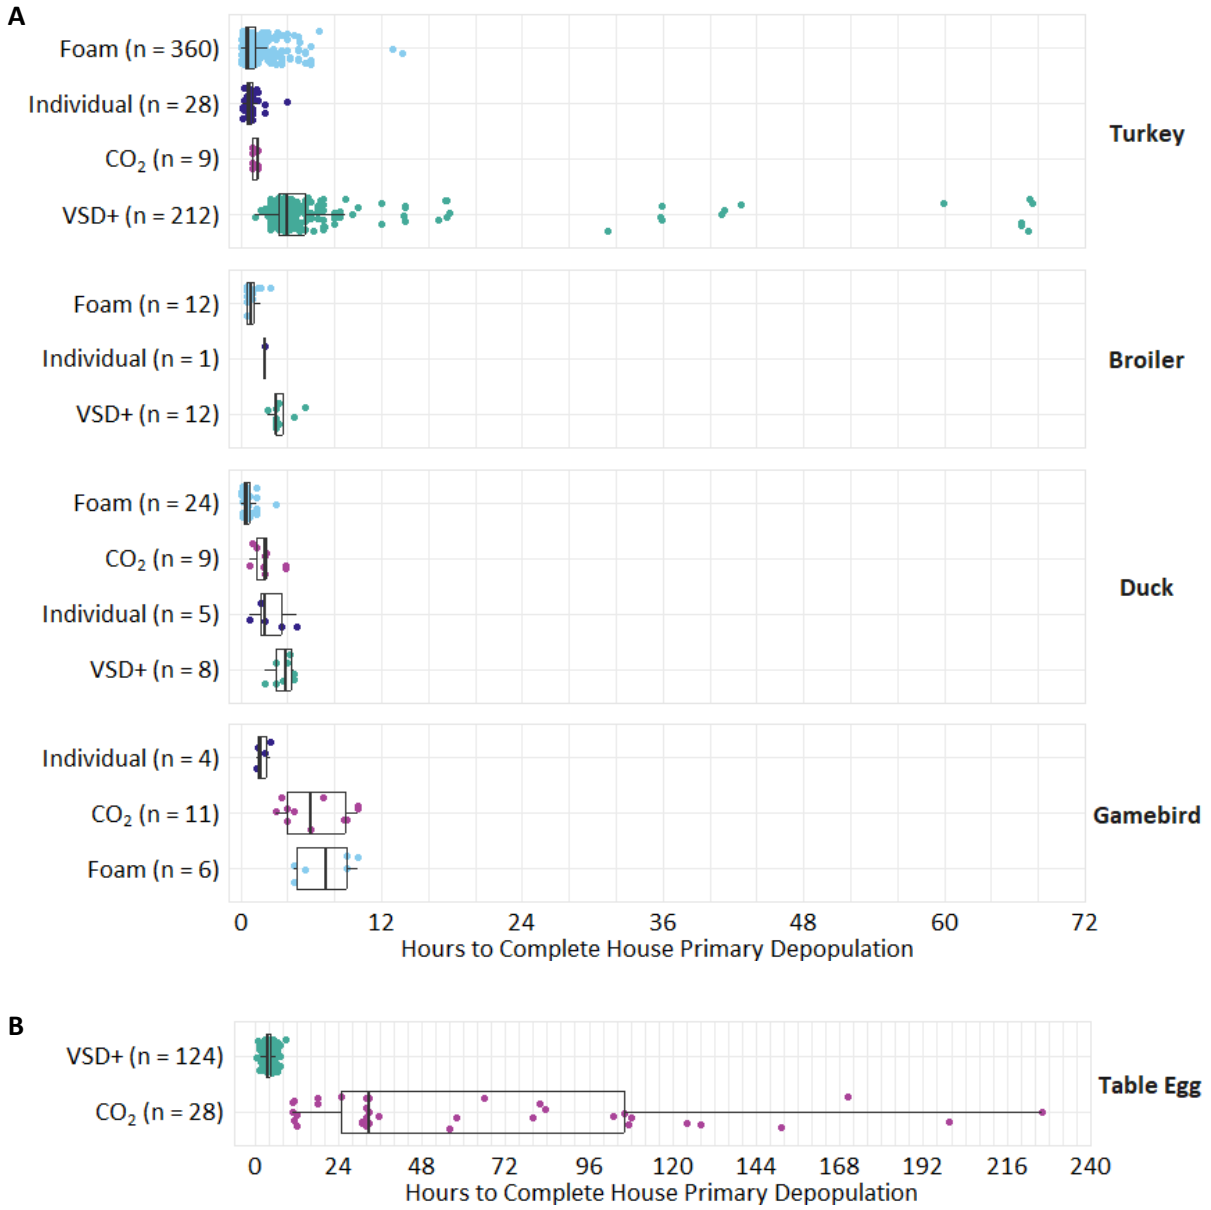 A
Foam (n = 360)
Individual (n = 28)
CO₂ (n = 9)
VSD+ (n = 212)
Turkey
Foam (n = 12)
Individual (n = 1)
VSD+ (n = 12)
Broiler
Foam (n = 24)
CO₂ (n = 9)
Individual (n = 5)
VSD+ (n = 8)
Duck
Individual (n = 4)
CO₂ (n = 11)
Foam (n = 6)
Gamebird
0 12 24 36 48 60 72
Hours to Complete House Primary Depopulation
B
VSD+ (n = 124)
CO₂ (n = 28)
Table Egg
0 24 48 72 96 120 144 168 192 216 240
Hours to Complete House Primary Depopulation